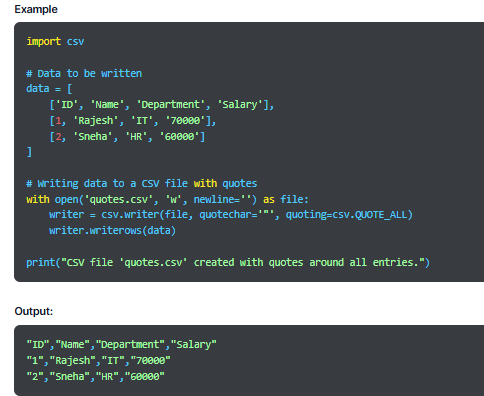 Example
import csv
# Data to be written
data = [
    ['ID', 'Name', 'Department', 'Salary'],
    [1, 'Rajesh', 'IT', '70000'],
    [2, 'Sneha', 'HR', '60000']
]
# Writing data to a CSV file with quotes
with open('quotes.csv', 'w', newline='') as file:
    writer = csv.writer(file, quotechar='"', quoting=csv.QUOTE_ALL)
    writer.writerows(data)
print("CSV file 'quotes.csv' created with quotes around all entries.")
Output:
"ID","Name","Department","Salary"
"1","Rajesh","IT","70000"
"2","Sneha","HR","60000"